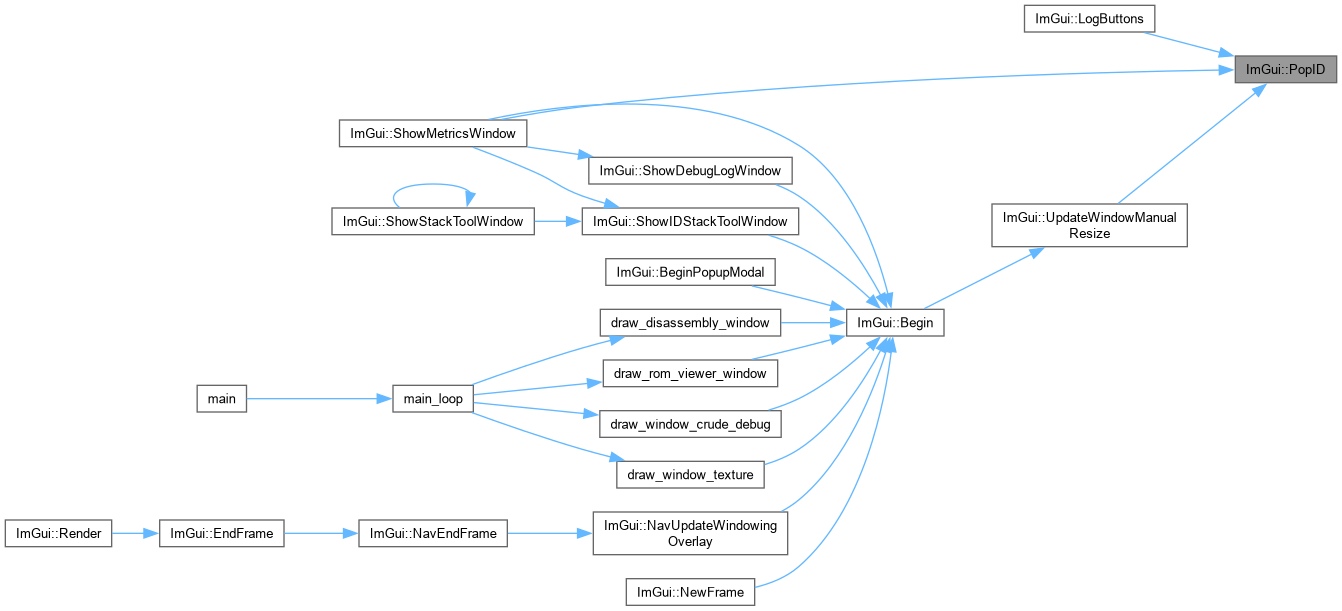 ImGui::LogButtons
ImGui::PopID
ImGui::ShowMetricsWindow
ImGui::ShowDebugLogWindow
ImGui::ShowStackToolWindow
ImGui::ShowIDStackToolWindow
ImGui::UpdateWindowManual
Resize
ImGui::BeginPopupModal
ImGui::Begin
draw_disassembly_window
draw_rom_viewer_window
main
main_loop
draw_window_crude_debug
draw_window_texture
ImGui::Render
ImGui::EndFrame
ImGui::NavEndFrame
ImGui::NavUpdateWindowing
Overlay
ImGui::NewFrame